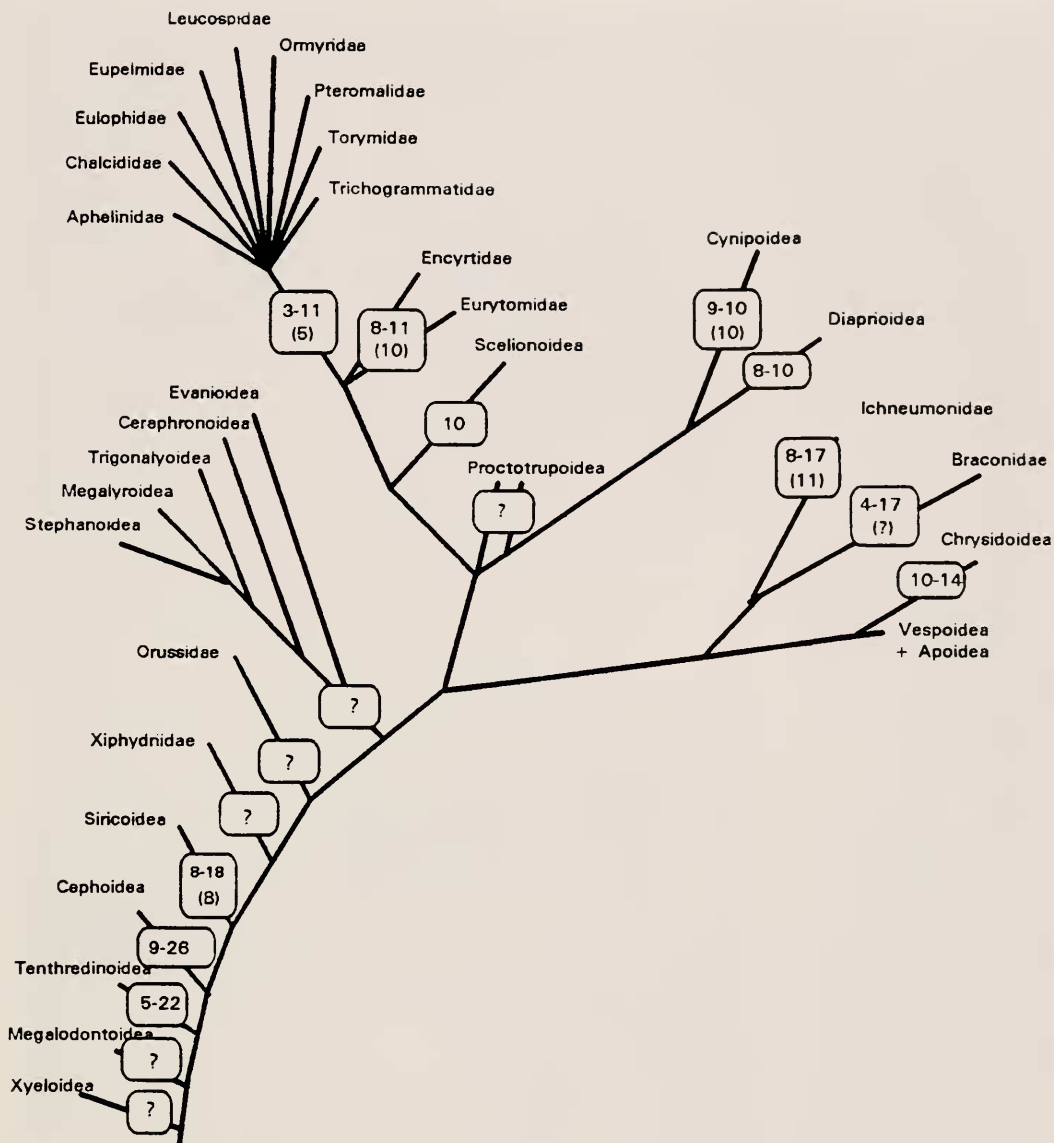 Leucospidae
Ormyridae
Eupelmidae
Pteromalidae
Eulophidae
Torymidae
Chalcididae
Trichogrammatidae
Aphelinidae
Cynipoidea
Encyrtidae
3-11
(5)
8-11
(10)
Eurytomidae
9-10
(10)
Diaprioidea
Scelionoidea
8-10
Evanioidea
10
Ichneumonidae
Ceraphronoidea
Trigonalyoidea
Proctotrupoidea
8-17
(11)
Braconidae
Megalyroidea
?
4-17
(?)
Stephanoidea
Chrysidoidea
10-14
Vespoidea
+ Apoidea
Orussidae
?
Xiphydriidae
?
?
Siricoidea
8-18
(8)
Cephoidea
9-26
Tenthredinoidea
5-22
Megalodontoidea
?
Xyeloidea
?